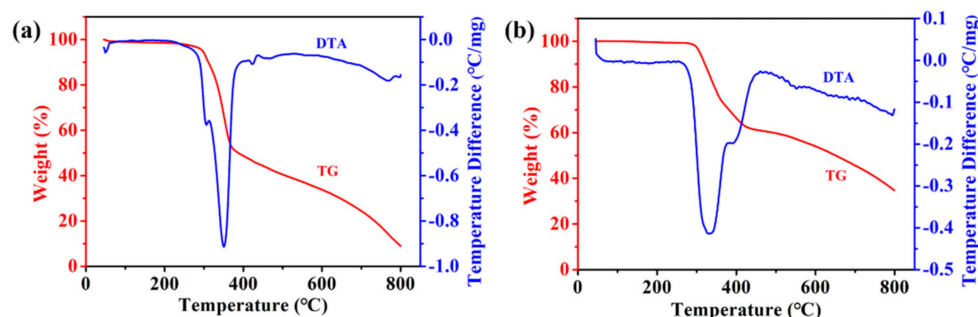 (a)
100
80
60
40
20
0
Weight (%)
DTA
TG
0.0
-0.2
-0.4
-0.6
-0.8
-1.0
Temperature Difference (°C/mg)
0 200 400 600 800
Temperature (°C)
(b)
100
80
60
40
20
0
Weight (%)
DTA
TG
0.1
0.0
-0.1
-0.2
-0.3
-0.4
-0.5
Temperature Difference (°C/mg)
0 200 400 600 800
Temperature (°C)